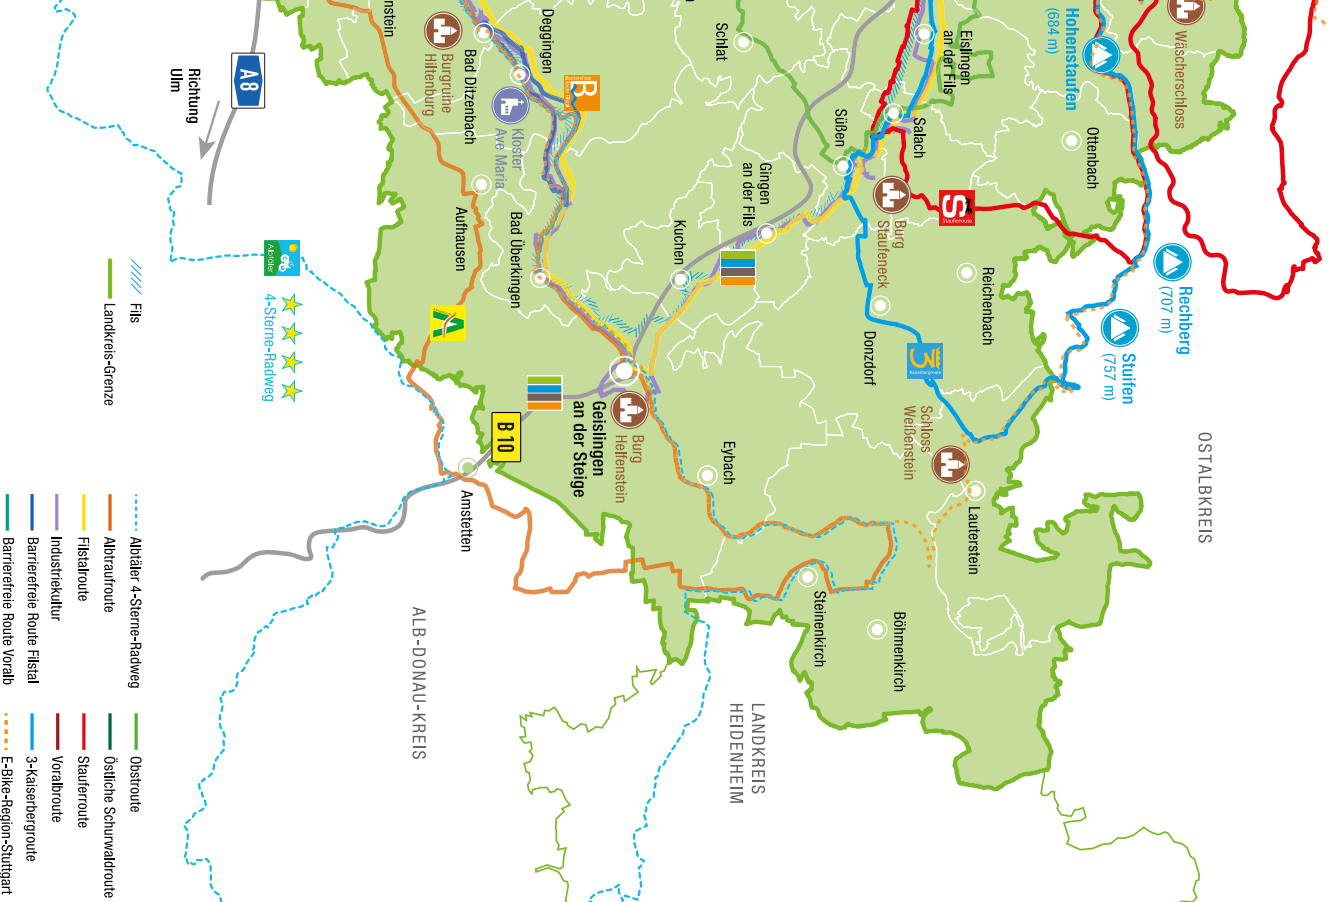 Hohenstaufen
(684 m)
Wäscherschloss
Ottenbach
Rechberg
(707 m)
Stuifen
(757 m)
OSTALBKREIS
Eislingen
an der Fils
Salach
Süßen
Schlat
S
Stauferroute
Burg
Staufeneck
Reichenbach
Donzdorf
3
Schloss
Weißenstein
Lauterstein
Gingen
an der Fils
Kuchen
Eybach
Böhmenkirch
Steinenkirch
LANDKREIS
HEIDENHEIM
Deggingen
B
Bad Ditzenbach
Burgruine
Hiltenburg
Kloster
Ave Maria
Bad Überkingen
Aufhausen
Geislingen
an der Steige
Burg
Helfenstein
B 10
Amstetten
ALB-DONAU-KREIS
A8
Richtung
Ulm
Albtäler
4-Sterne-Radweg
Fils
Landkreis-Grenze
Albtäler 4-Sterne-Radweg
Albtraufroute
Filstalroute
Industriekultur
Barrierefreie Route Filstal
Barrierefreie Route Voralb
Obstroute
Östliche Schurwaldroute
Stauferroute
Voralbroute
3-Kaiserbergroute
E-Bike-Region-Stuttgart